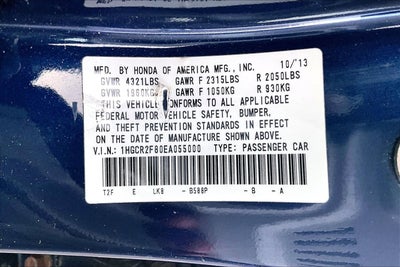 MFD. BY HONDA OF AMERICA MFG., INC. 10/13
GVWR 4321LBS GAWR F 2315LBS R 2050LBS
GVWR 1960KG GAWR F 1050KG R 930KG
THIS VEHICLE CONFORMS TO ALL APPLICABLE
FEDERAL MOTOR VEHICLE SAFETY, BUMPER,
AND THEFT PREVENTION STANDARDS IN EFFECT
ON THE DATE OF MANUFACTURE SHOWN ABOVE.
V.I.N.: 1HGCR2F80EA055000 TYPE: PASSENGER CAR
T2F E LK8 -B588P -B -A